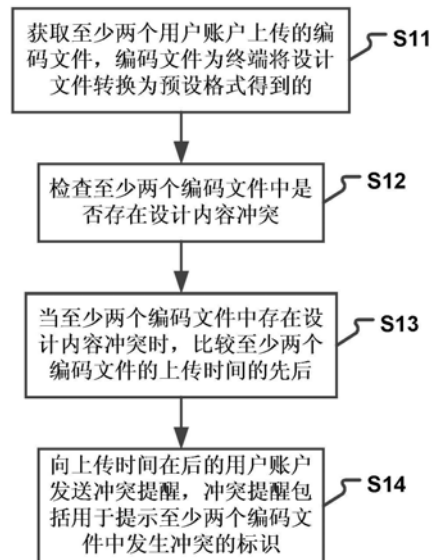 获取至少两个用户账户上传的编
码文件，编码文件为终端将设计
文件转换为预设格式得到的
S11
检查至少两个编码文件中是
否存在设计内容冲突
S12
当至少两个编码文件中存在设
计内容冲突时，比较至少两个
编码文件的上传时间的先后
S13
向上传时间在后的用户账户
发送冲突提醒，冲突提醒包
括用于提示至少两个编码文
件中发生冲突的标识
S14